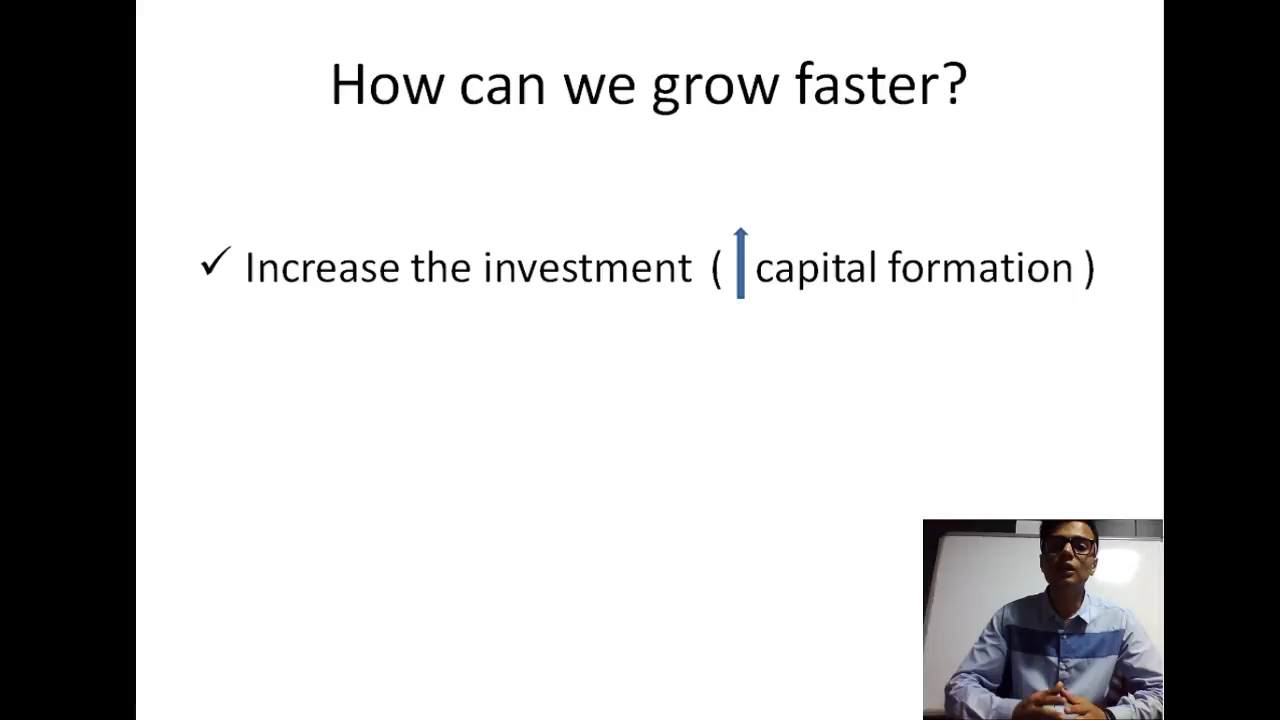 How can we grow faster?
✓ Increase the investment ( capital formation )